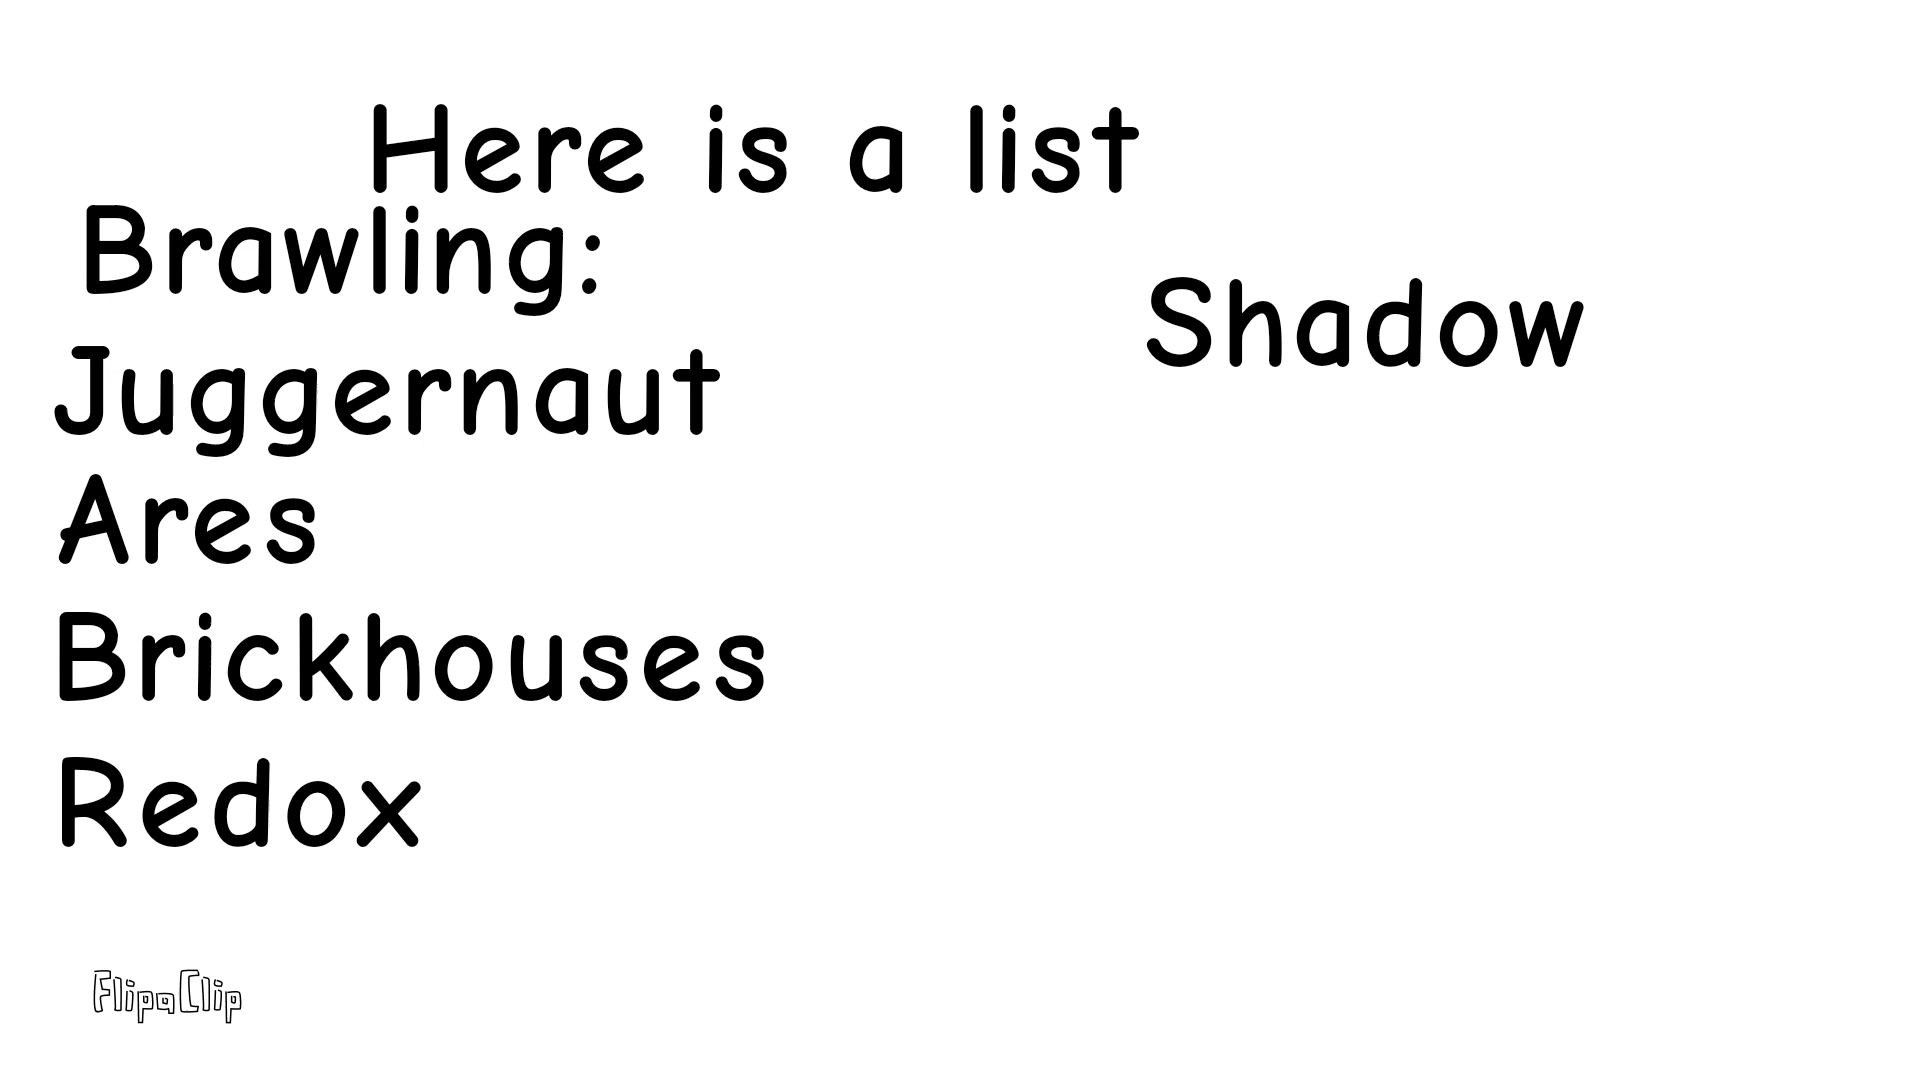 Here is a list
Brawling:
Shadow
Juggernaut
Ares
Brickhouses
Redox
FlipaClip